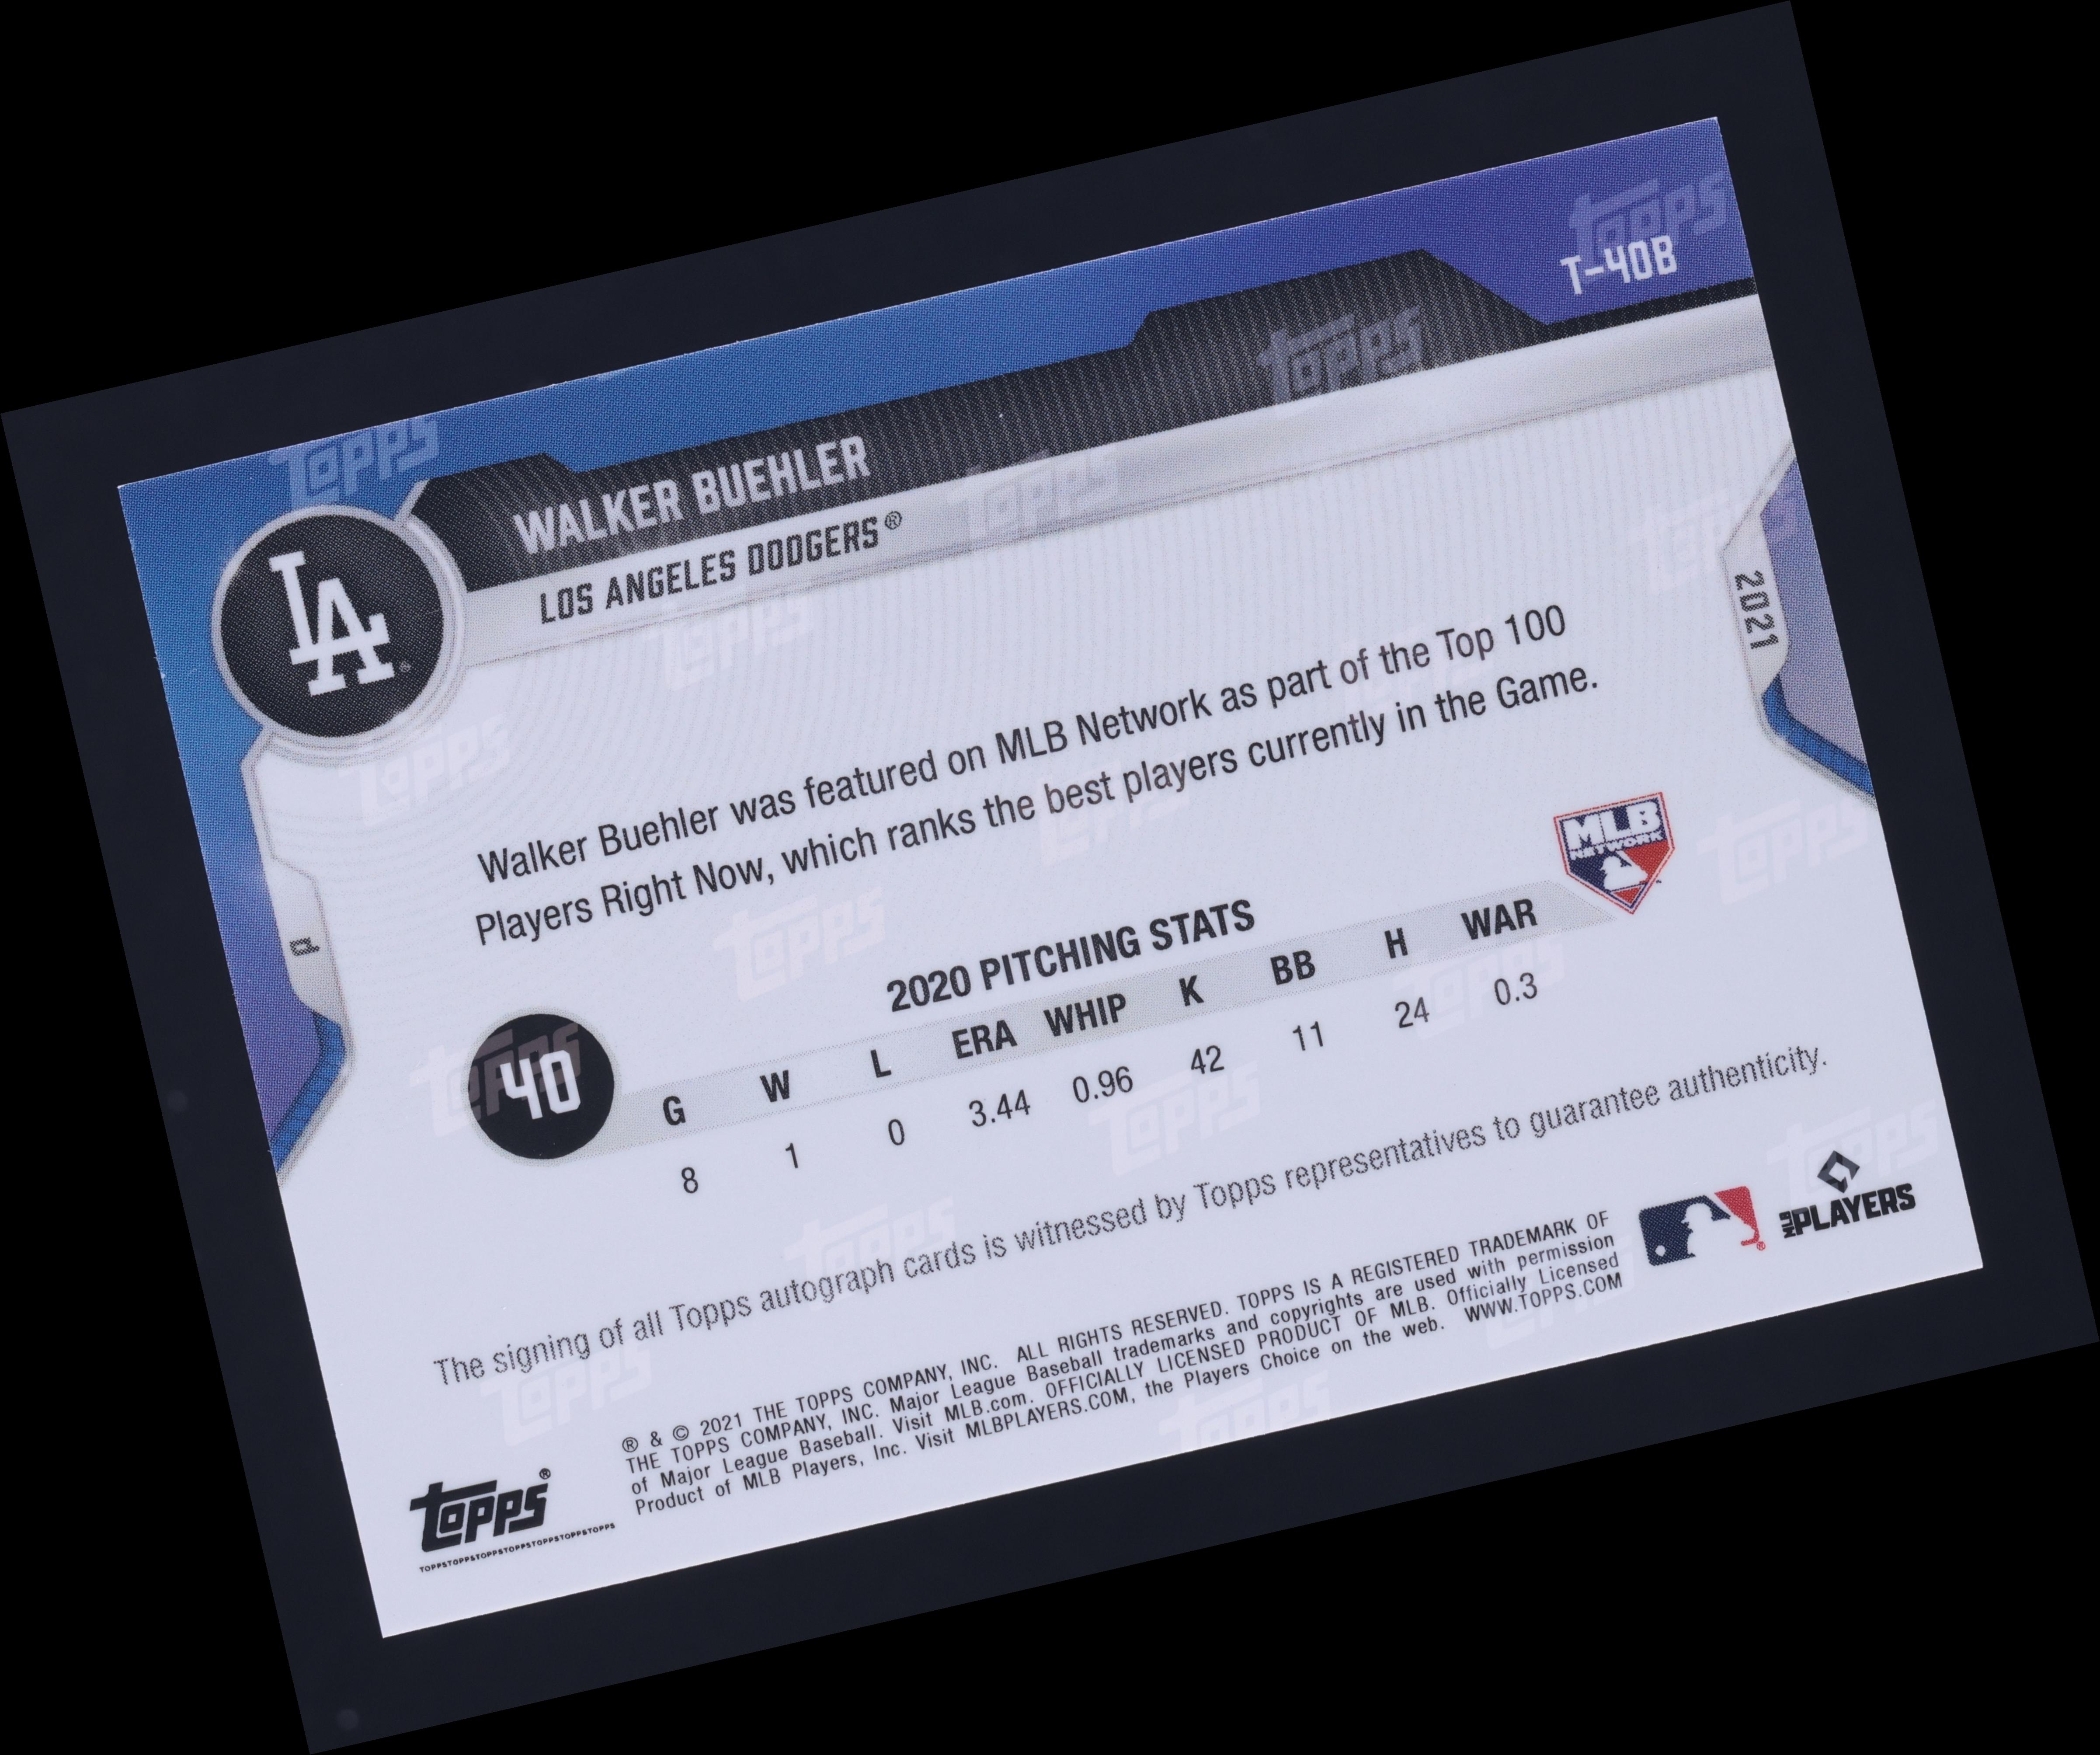 T-40B
WALKER BUEHLER
LOS ANGELES DODGERS®
LA
2021
Walker Buehler was featured on MLB Network as part of the Top 100
Players Right Now, which ranks the best players currently in the Game.
MLB
NETWORK
P
40
2020 PITCHING STATS
G W L ERA WHIP K BB H WAR
8 1 0 3.44 0.96 42 11 24 0.3
The signing of all Topps autograph cards is witnessed by Topps representatives to guarantee authenticity.
® & © 2021 THE TOPPS COMPANY, INC. ALL RIGHTS RESERVED. TOPPS IS A REGISTERED TRADEMARK OF
THE TOPPS COMPANY, INC. Major League Baseball trademarks and copyrights are used with permission
of Major League Baseball. Visit MLB.com. OFFICIALLY LICENSED PRODUCT OF MLB. Officially Licensed
Product of MLB Players, Inc. Visit MLBPLAYERS.COM, the Players Choice on the web. WWW.TOPPS.COM
MLB PLAYERS
topps®
TOPPSTOPPSTOPPSTOPPSTOPPSTOPPSTOPPS